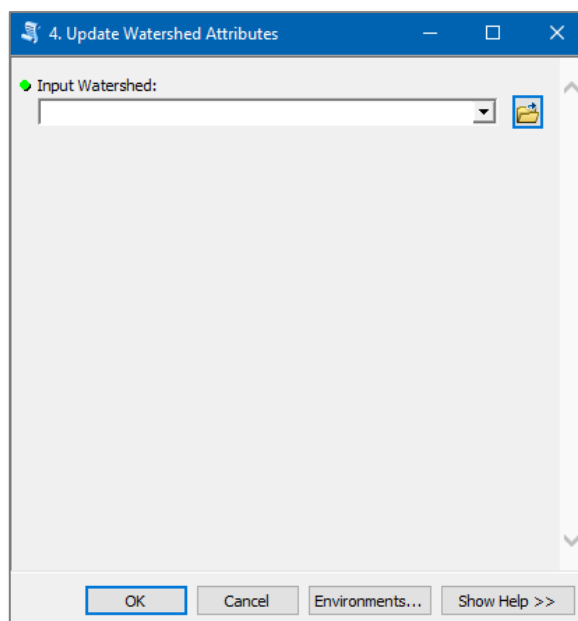 4. Update Watershed Attributes
Input Watershed:
OK Cancel Environments... Show Help >>